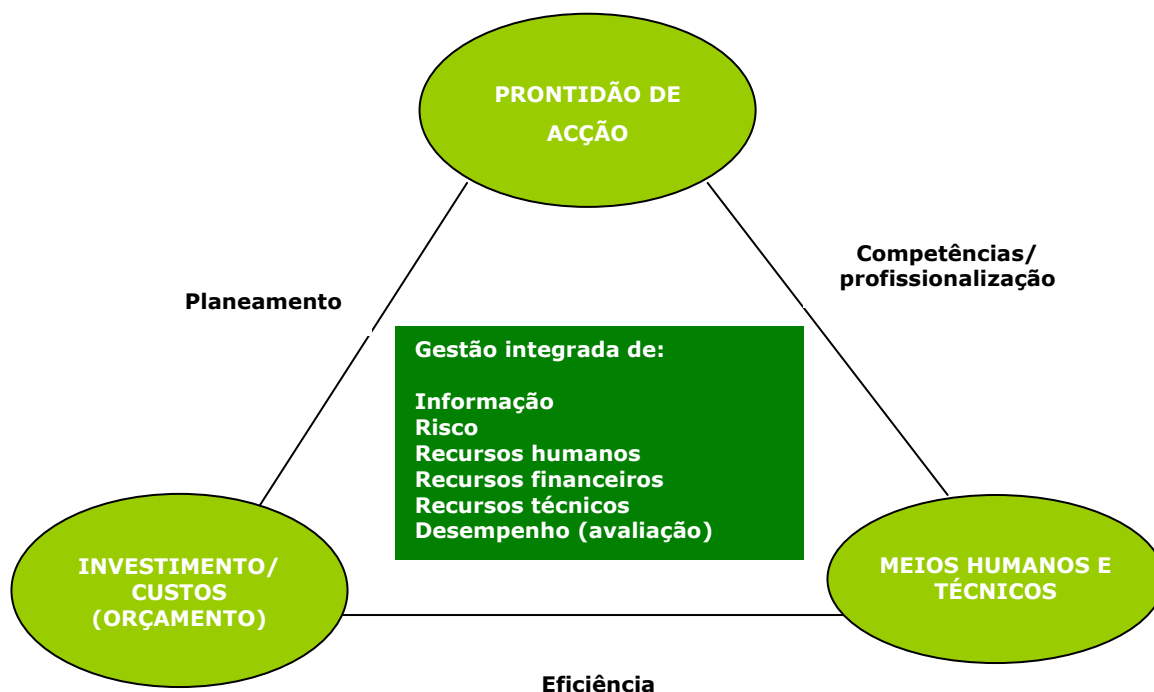 PRONTIDÃO DE
ACÇÃO
Competências/
profissionalização
Planeamento
Gestão integrada de:
Informação
Risco
Recursos humanos
Recursos financeiros
Recursos técnicos
Desempenho (avaliação)
INVESTIMENTO/
CUSTOS
(ORÇAMENTO)
MEIOS HUMANOS E
TÉCNICOS
Eficiência